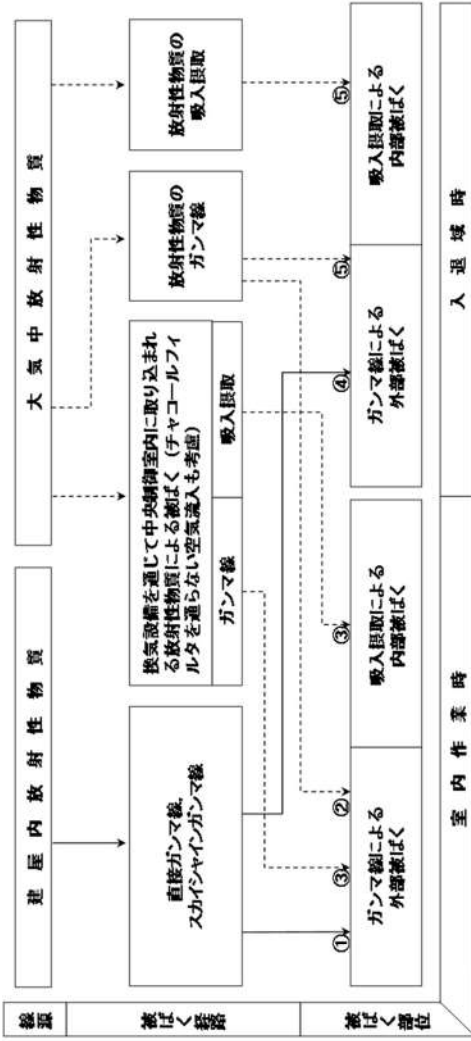 線源
建屋内放射性物質
大気中放射性物質
被ばく経路
直接ガンマ線,
スカイシャインガンマ線
換気設備を通じて中央制御室内に取り込まれ
る放射性物質による被ばく(チャコールフィ
ルタを通らない空気流入も考慮)
ガンマ線
吸入摂取
放射性物質の
ガンマ線
放射性物質の
吸入摂取
被ばく部位
①
③
②
ガンマ線による
外部被ばく
③
吸入摂取による
内部被ばく
④
⑤
ガンマ線による
外部被ばく
⑤
吸入摂取による
内部被ばく
室内作業時
入退域時